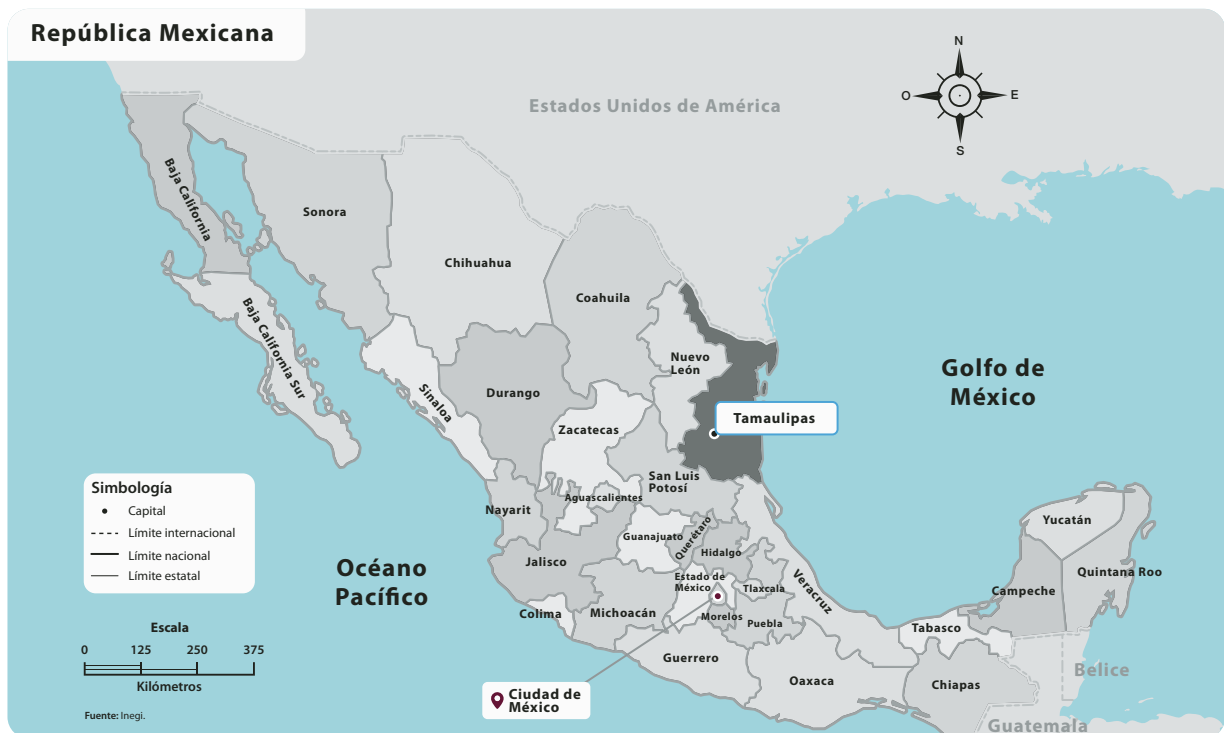 República Mexicana
Estados Unidos de América
N
O
E
S
Baja California
Sonora
Chihuahua
Coahuila
Baja California Sur
Nuevo
León
Sinaloa
Durango
Golfo de
México
Tamaulipas
Zacatecas
San Luis
Potosí
Aguascalientes
Nayarit
Guanajuato
Querétaro
Hidalgo
Jalisco
Estado de
México
Tlaxcala
Veracruz
Yucatán
Quintana Roo
Campeche
Océano
Pacífico
Colima
Michoacán
Morelos
Puebla
Tabasco
Guerrero
Oaxaca
Chiapas
Belice
Guatemala
Ciudad de
México
Simbología
Capital
Límite internacional
Límite nacional
Límite estatal
Escala
0 125 250 375
Kilómetros
Fuente: Inegi.